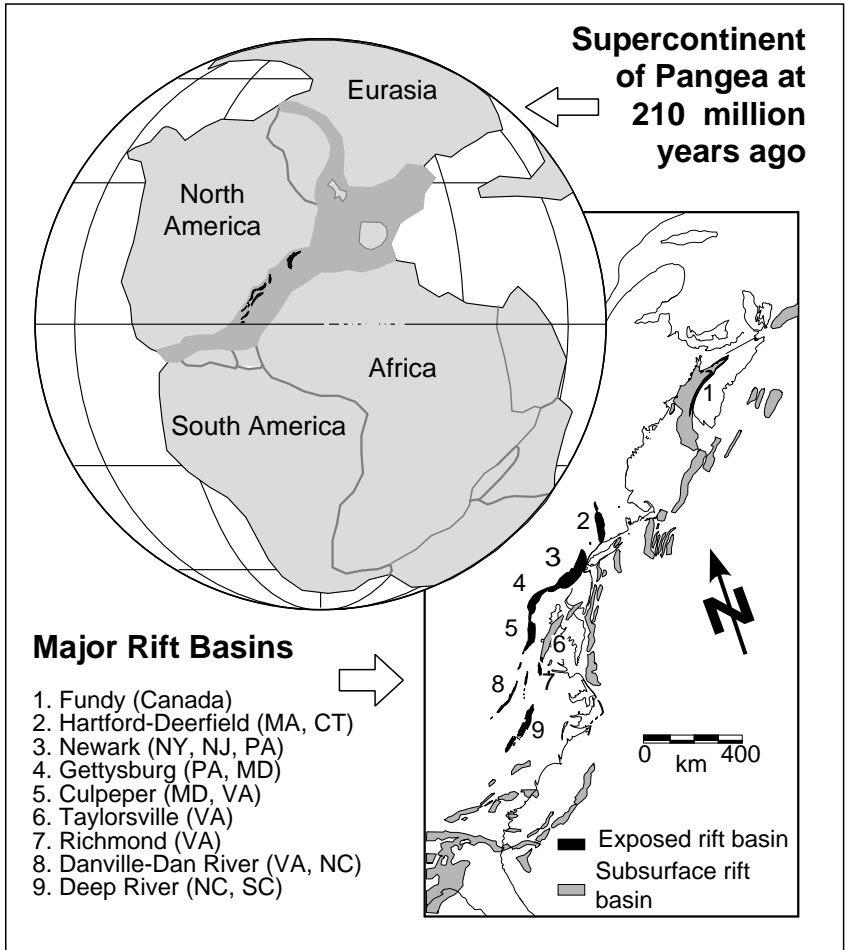 Supercontinent
of Pangea at
210 million
years ago
Eurasia
North
America
Africa
South America
1
2
3
4
5
6
7
8
9
N
0 400
km
Exposed rift basin
Subsurface rift
basin
Major Rift Basins
1. Fundy (Canada)
2. Hartford-Deerfield (MA, CT)
3. Newark (NY, NJ, PA)
4. Gettysburg (PA, MD)
5. Culpeper (MD, VA)
6. Taylorsville (VA)
7. Richmond (VA)
8. Danville-Dan River (VA, NC)
9. Deep River (NC, SC)